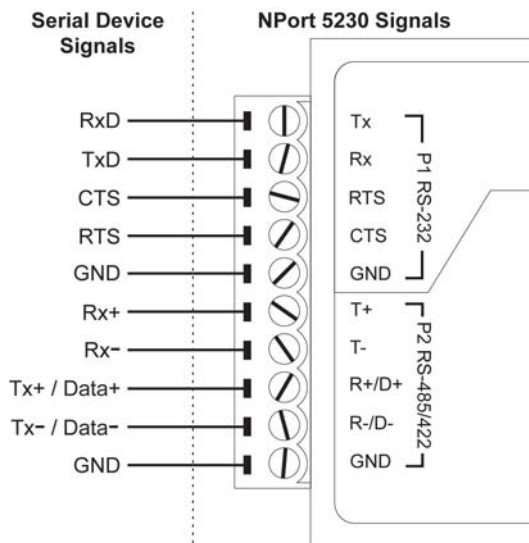 Serial Device
Signals
NPort 5230 Signals
RxD
TxD
CTS
RTS
GND
Rx+
Rx-
Tx+ / Data+
Tx- / Data-
GND
Tx
Rx
RTS
CTS
GND
P1 RS-232
T+
T-
R+/D+
R-/D-
GND
P2 RS-485/422